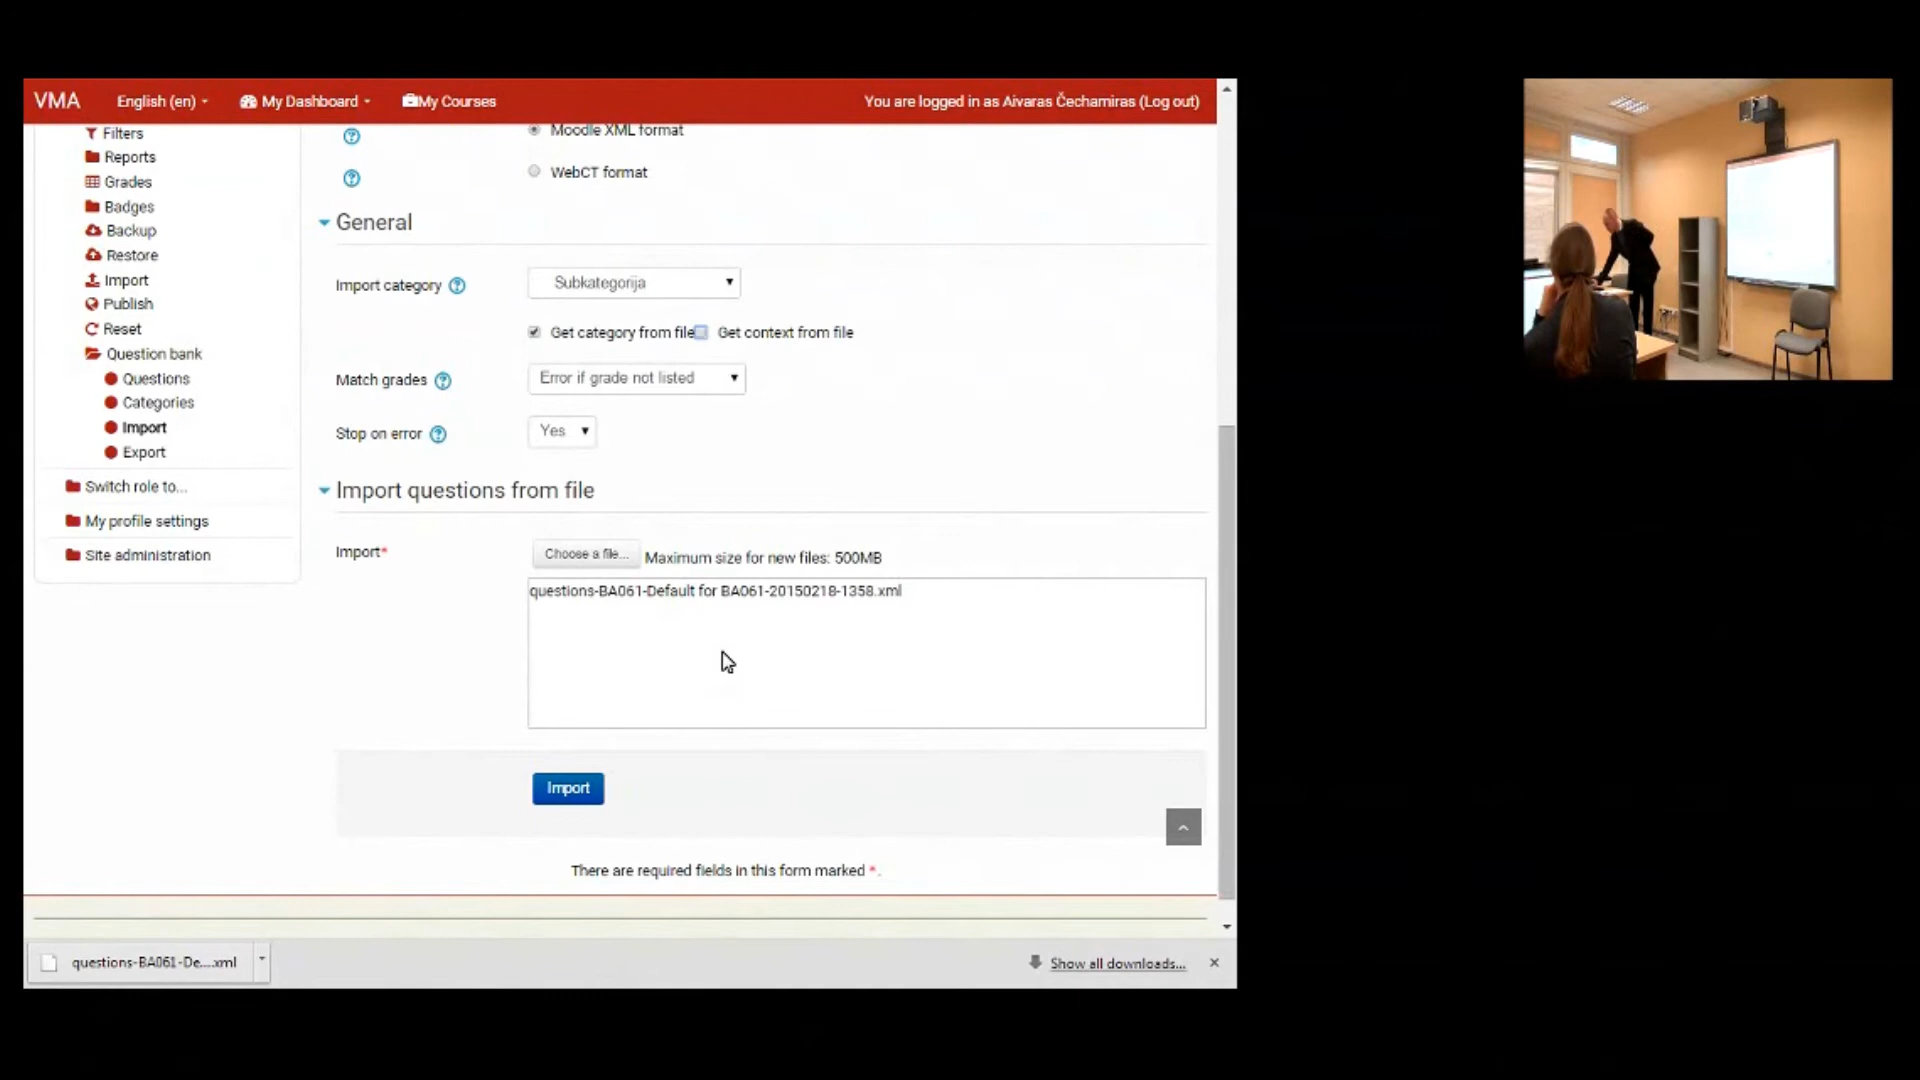 VMA English (en) My Dashboard My Courses You are logged in as Aivaras Čechamiras (Log out)
Filters
Reports
Grades
Badges
Backup
Restore
Import
Publish
Reset
Question bank
Questions
Categories
Import
Export
Switch role to...
My profile settings
Site administration
Moodle XML format
WebCT format
General
Import category Subkategorija
Get category from file Get context from file
Match grades Error if grade not listed
Stop on error Yes
Import questions from file
Import* Choose a file... Maximum size for new files: 500MB
questions-BA061-Default for BA061-20150218-1358.xml
Import
There are required fields in this form marked *.
questions-BA061-De....xml Show all downloads...